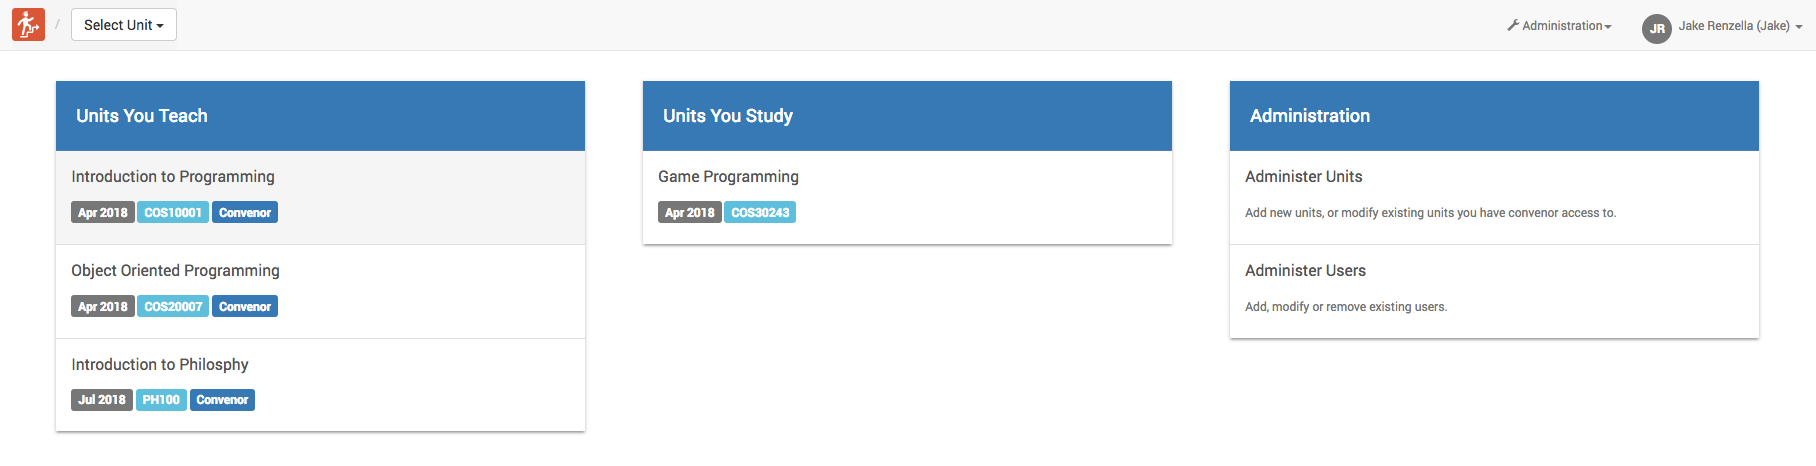 / Select Unit
Administration
JR Jake Renzella (Jake)
Units You Teach
Introduction to Programming
Apr 2018 COS10001 Convenor
Object Oriented Programming
Apr 2018 COS20007 Convenor
Introduction to Philosphy
Jul 2018 PH100 Convenor
Units You Study
Game Programming
Apr 2018 COS30243
Administration
Administer Units
Add new units, or modify existing units you have convenor access to.
Administer Users
Add, modify or remove existing users.